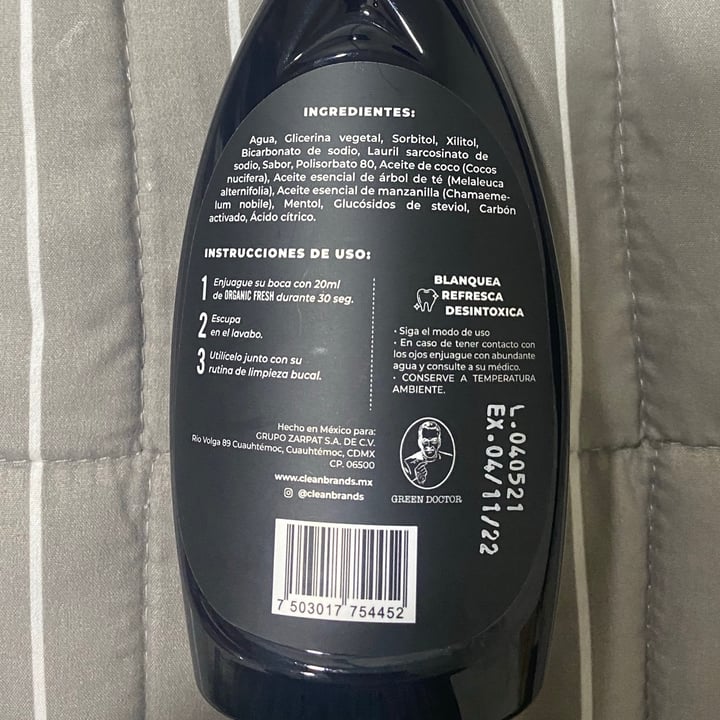 INGREDIENTES:
Agua, Glicerina vegetal, Sorbitol, Xilitol,
Bicarbonato de sodio, Lauril sarcosinato de
sodio, Sabor, Polisorbato 80, Aceite de coco (Cocos
nucifera), Aceite esencial de árbol de té (Melaleuca
alternifolia), Aceite esencial de manzanilla (Chamaeme-
lum nobile), Mentol, Glucósidos de steviol, Carbón
activado, Ácido cítrico.
INSTRUCCIONES DE USO:
1 Enjuague su boca con 20ml
de ORGANIC FRESH durante 30 seg.
2 Escupa
en el lavabo.
3 Utilícelo junto con su
rutina de limpieza bucal.
BLANQUEA
REFRESCA
DESINTOXICA
• Siga el modo de uso
• En caso de tener contacto con
los ojos enjuague con abundante
agua y consulte a su médico.
• CONSERVE A TEMPERATURA
AMBIENTE.
Hecho en México para:
GRUPO ZARPAT S.A. DE C.V.
Río Volga 89 Cuauhtémoc, Cuauhtémoc, CDMX
CP. 06500
www.cleanbrands.mx
@cleanbrands
GREEN DOCTOR
L.040521
EX.04/11/22
7 503017 754452